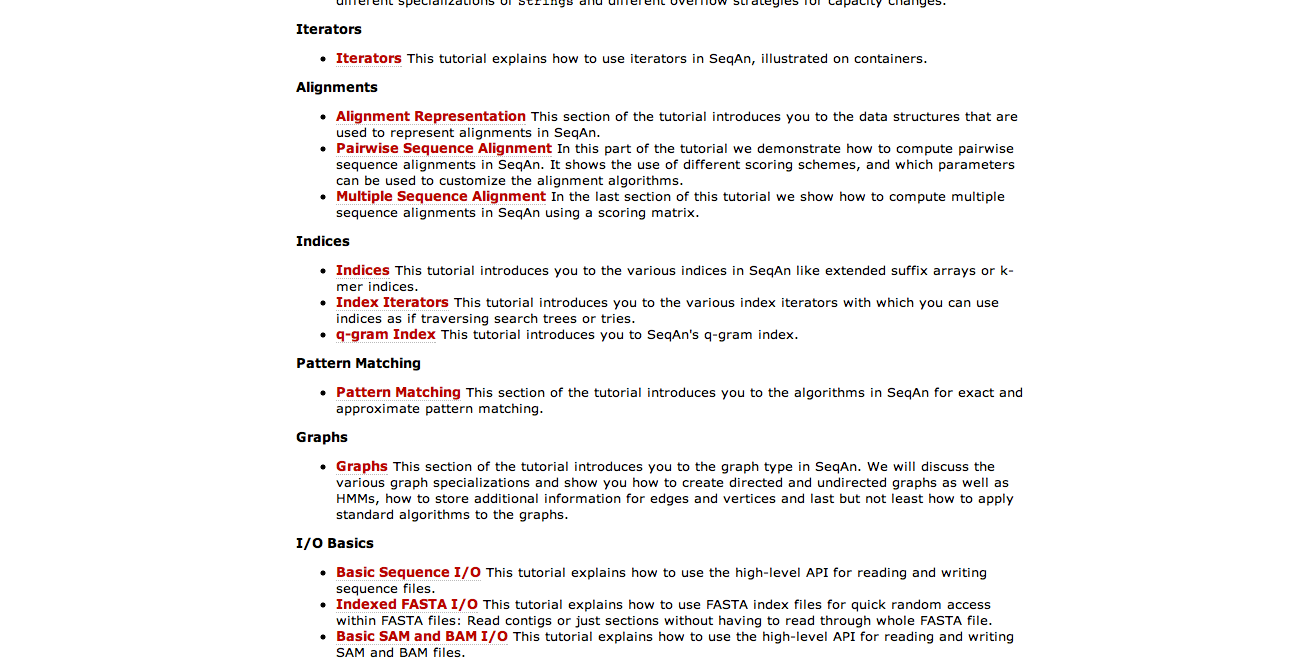 different specializations of Strings and different overflow strategies for capacity changes.
Iterators
• Iterators This tutorial explains how to use iterators in SeqAn, illustrated on containers.
Alignments
• Alignment Representation This section of the tutorial introduces you to the data structures that are
used to represent alignments in SeqAn.
• Pairwise Sequence Alignment In this part of the tutorial we demonstrate how to compute pairwise
sequence alignments in SeqAn. It shows the use of different scoring schemes, and which parameters
can be used to customize the alignment algorithms.
• Multiple Sequence Alignment In the last section of this tutorial we show how to compute multiple
sequence alignments in SeqAn using a scoring matrix.
Indices
• Indices This tutorial introduces you to the various indices in SeqAn like extended suffix arrays or k-
mer indices.
• Index Iterators This tutorial introduces you to the various index iterators with which you can use
indices as if traversing search trees or tries.
• q-gram Index This tutorial introduces you to SeqAn's q-gram index.
Pattern Matching
• Pattern Matching This section of the tutorial introduces you to the algorithms in SeqAn for exact and
approximate pattern matching.
Graphs
• Graphs This section of the tutorial introduces you to the graph type in SeqAn. We will discuss the
various graph specializations and show you how to create directed and undirected graphs as well as
HMMs, how to store additional information for edges and vertices and last but not least how to apply
standard algorithms to the graphs.
I/O Basics
• Basic Sequence I/O This tutorial explains how to use the high-level API for reading and writing
sequence files.
• Indexed FASTA I/O This tutorial explains how to use FASTA index files for quick random access
within FASTA files: Read contigs or just sections without having to read through whole FASTA file.
• Basic SAM and BAM I/O This tutorial explains how to use the high-level API for reading and writing
SAM and BAM files.